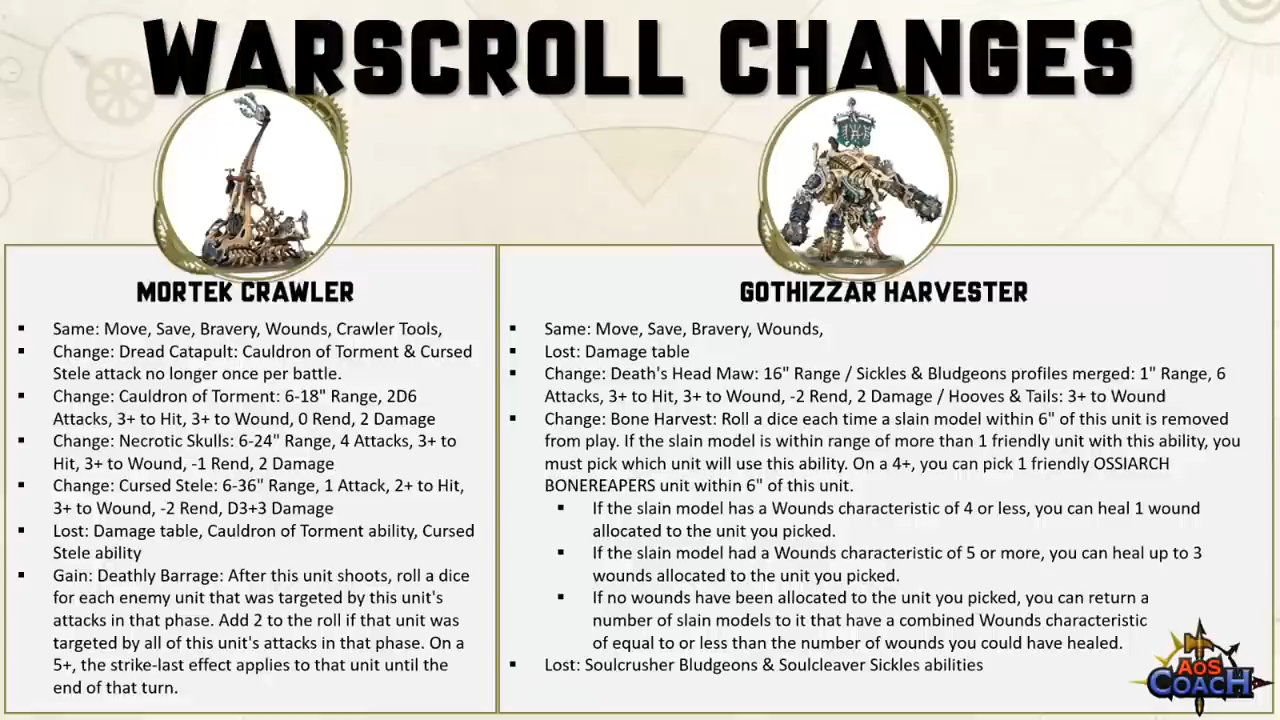 WARSCROLL CHANGES
MORTEK CRAWLER
▪ Same: Move, Save, Bravery, Wounds, Crawler Tools,
▪ Change: Dread Catapult: Cauldron of Torment & Cursed
Stele attack no longer once per battle.
▪ Change: Cauldron of Torment: 6-18" Range, 2D6
Attacks, 3+ to Hit, 3+ to Wound, 0 Rend, 2 Damage
▪ Change: Necrotic Skulls: 6-24" Range, 4 Attacks, 3+ to
Hit, 3+ to Wound, -1 Rend, 2 Damage
▪ Change: Cursed Stele: 6-36" Range, 1 Attack, 2+ to Hit,
3+ to Wound, -2 Rend, D3+3 Damage
▪ Lost: Damage table, Cauldron of Torment ability, Cursed
Stele ability
▪ Gain: Deathly Barrage: After this unit shoots, roll a dice
for each enemy unit that was targeted by this unit's
attacks in that phase. Add 2 to the roll if that unit was
targeted by all of this unit's attacks in that phase. On a
5+, the strike-last effect applies to that unit until the
end of that turn.
GOTHIZZAR HARVESTER
▪ Same: Move, Save, Bravery, Wounds,
▪ Lost: Damage table
▪ Change: Death's Head Maw: 16" Range / Sickles & Bludgeons profiles merged: 1" Range, 6
Attacks, 3+ to Hit, 3+ to Wound, -2 Rend, 2 Damage / Hooves & Tails: 3+ to Wound
▪ Change: Bone Harvest: Roll a dice each time a slain model within 6" of this unit is removed
from play. If the slain model is within range of more than 1 friendly unit with this ability, you
must pick which unit will use this ability. On a 4+, you can pick 1 friendly OSSIARCH
BONEREAPERS unit within 6" of this unit.
▪ If the slain model has a Wounds characteristic of 4 or less, you can heal 1 wound
allocated to the unit you picked.
▪ If the slain model had a Wounds characteristic of 5 or more, you can heal up to 3
wounds allocated to the unit you picked.
▪ If no wounds have been allocated to the unit you picked, you can return a
number of slain models to it that have a combined Wounds characteristic
of equal to or less than the number of wounds you could have healed.
▪ Lost: Soulcrusher Bludgeons & Soulcleaver Sickles abilities
AoS
COACH